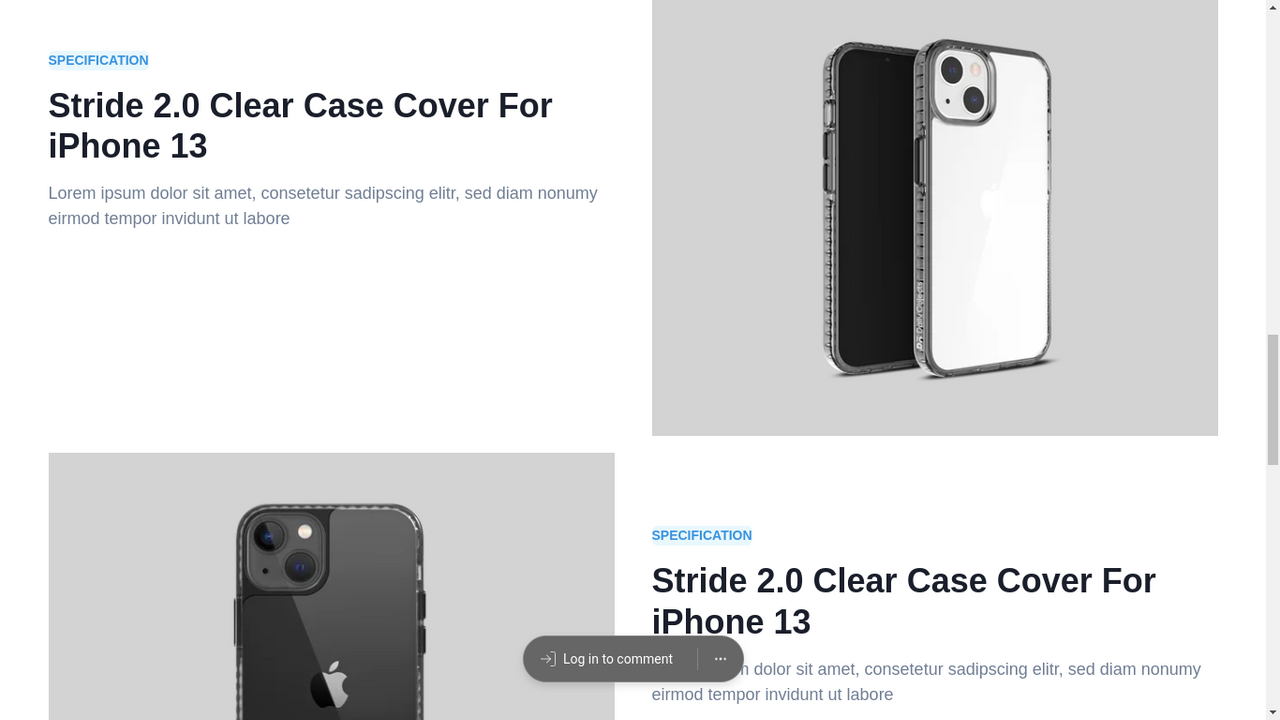 SPECIFICATION
Stride 2.0 Clear Case Cover For
iPhone 13
Lorem ipsum dolor sit amet, consetetur sadipscing elitr, sed diam nonumy
eirmod tempor invidunt ut labore
SPECIFICATION
Stride 2.0 Clear Case Cover For
iPhone 13
dolor sit amet, consetetur sadipscing elitr, sed diam nonumy
eirmod tempor invidunt ut labore
Log in to comment